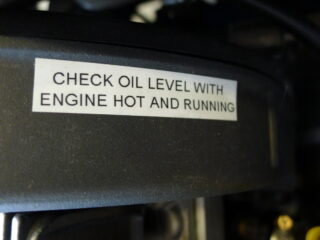 CHECK OIL LEVEL WITH
ENGINE HOT AND RUNNING